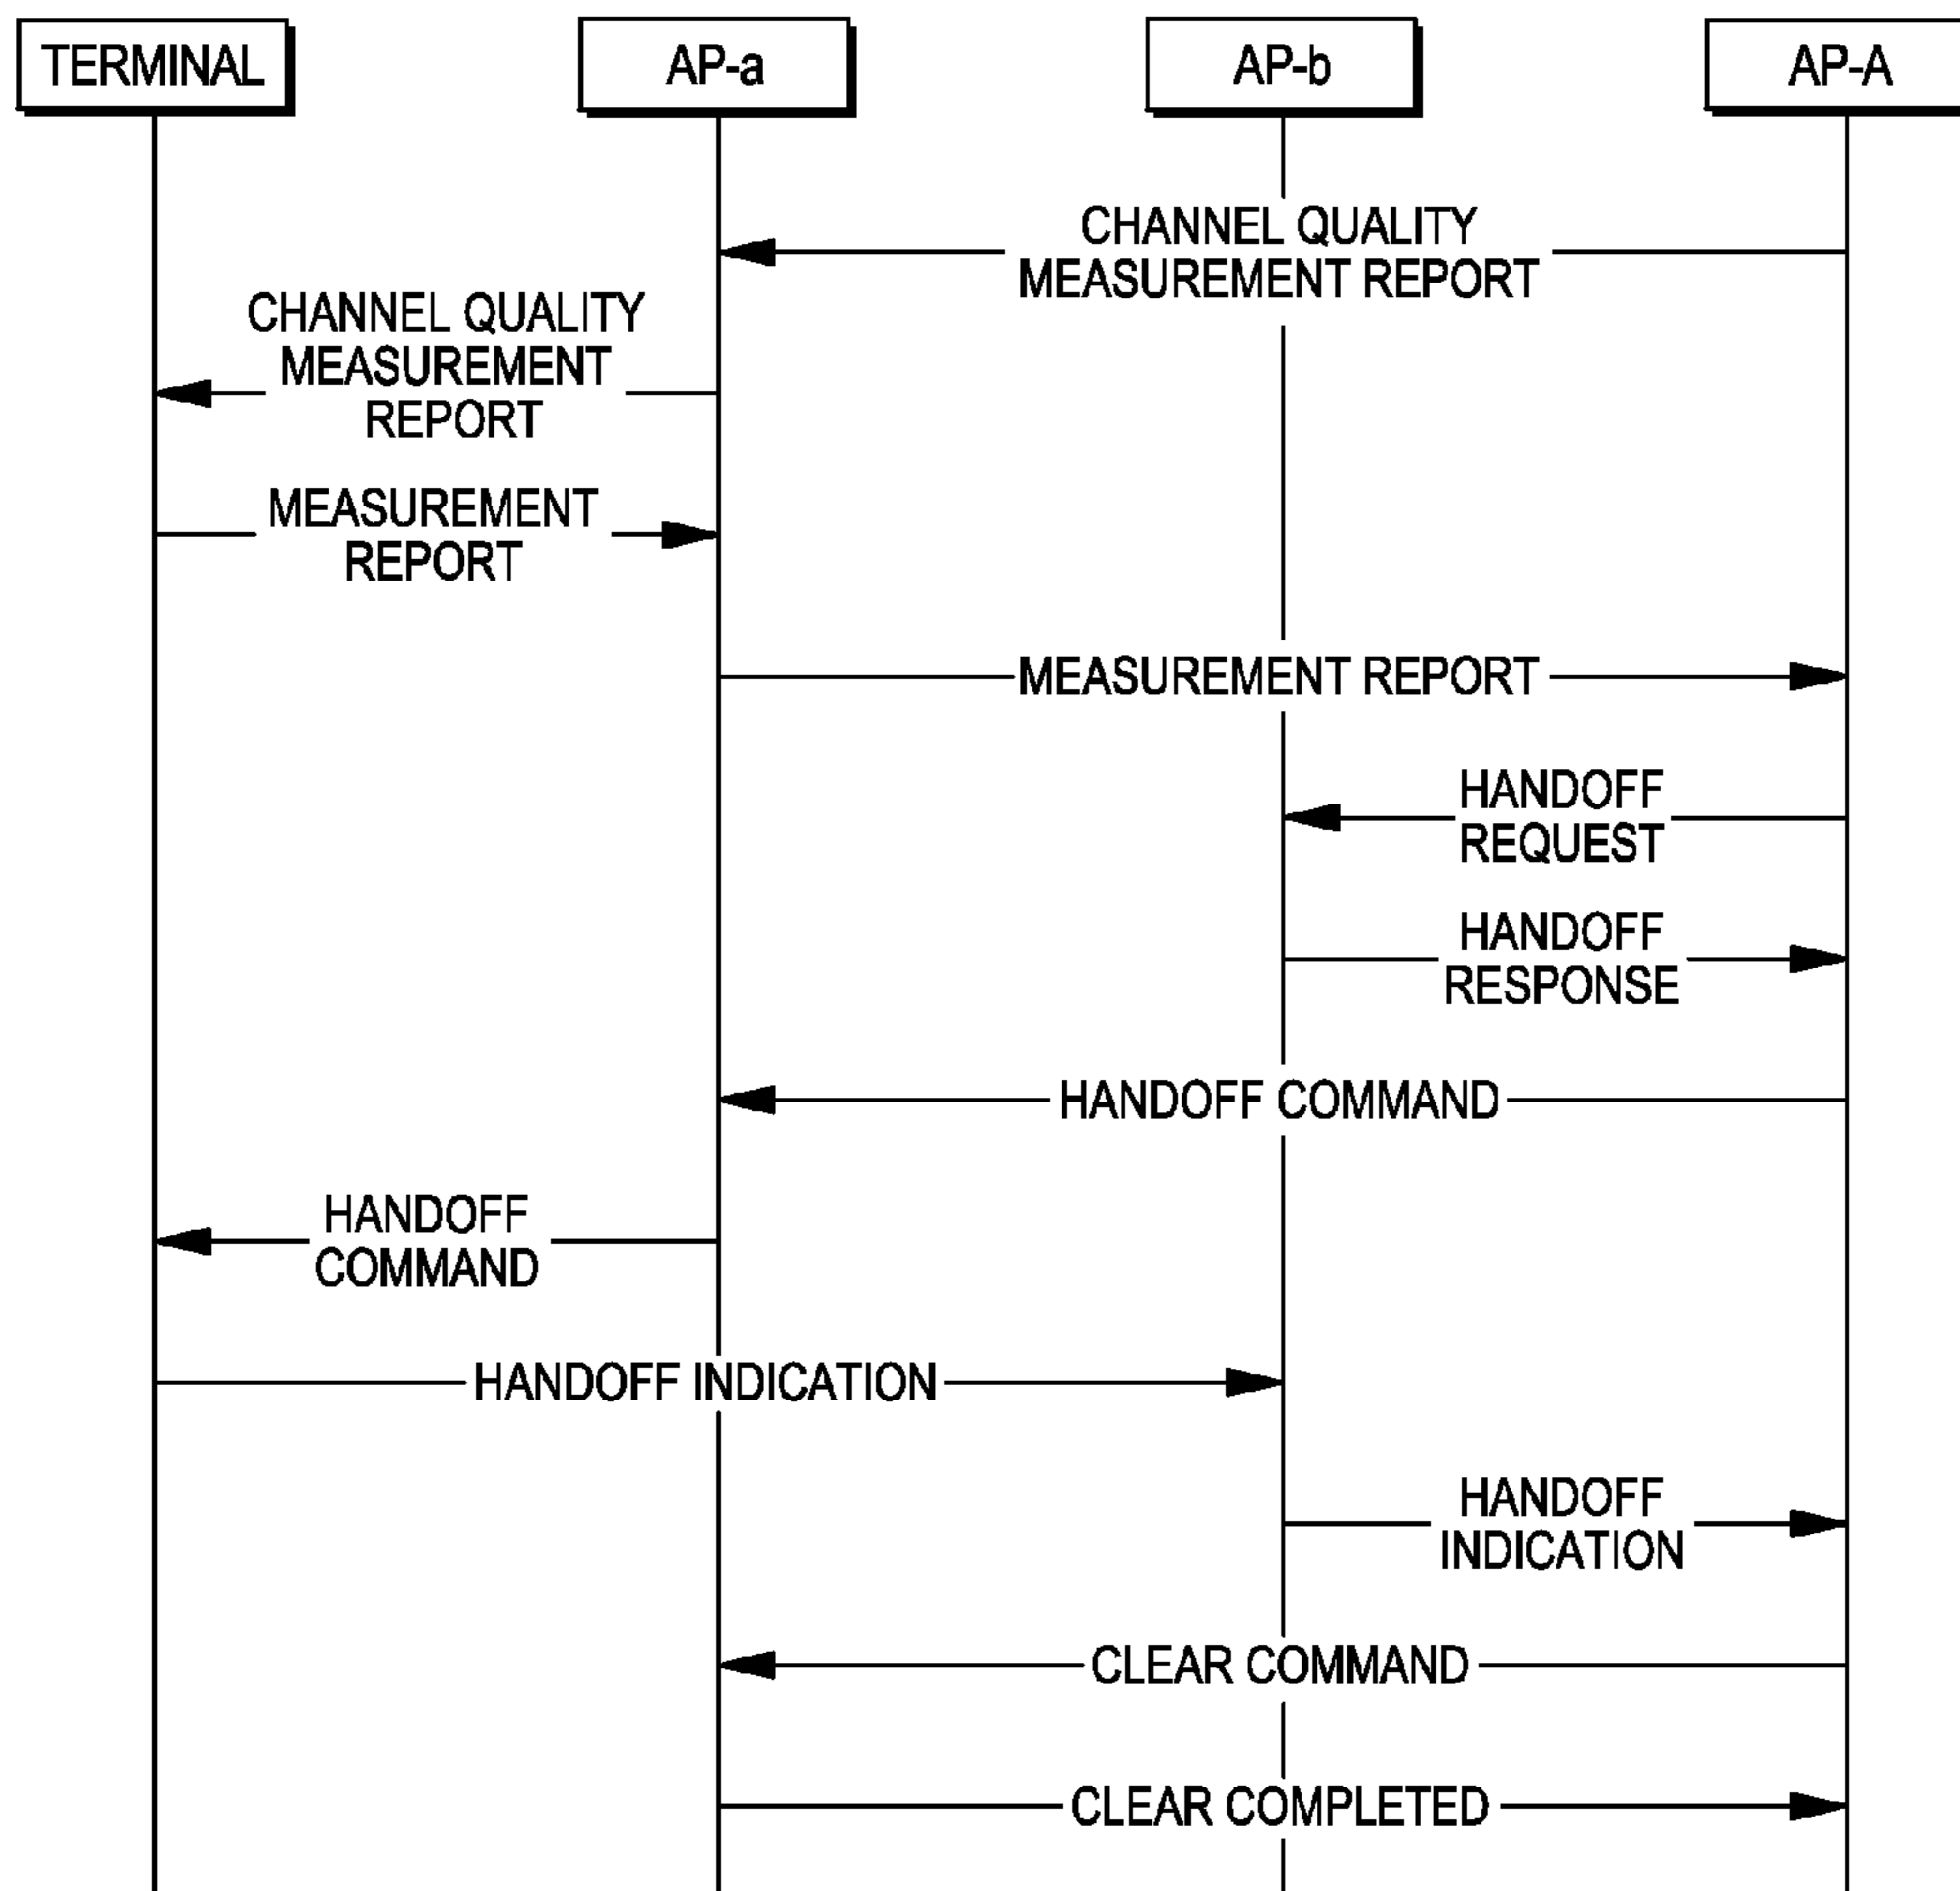 TERMINAL
AP-a
AP-b
AP-A
CHANNEL QUALITY
MEASUREMENT REPORT
CHANNEL QUALITY
MEASUREMENT
REPORT
MEASUREMENT
REPORT
MEASUREMENT REPORT
HANDOFF
REQUEST
HANDOFF
RESPONSE
HANDOFF COMMAND
HANDOFF
COMMAND
HANDOFF INDICATION
HANDOFF
INDICATION
CLEAR COMMAND
CLEAR COMPLETED